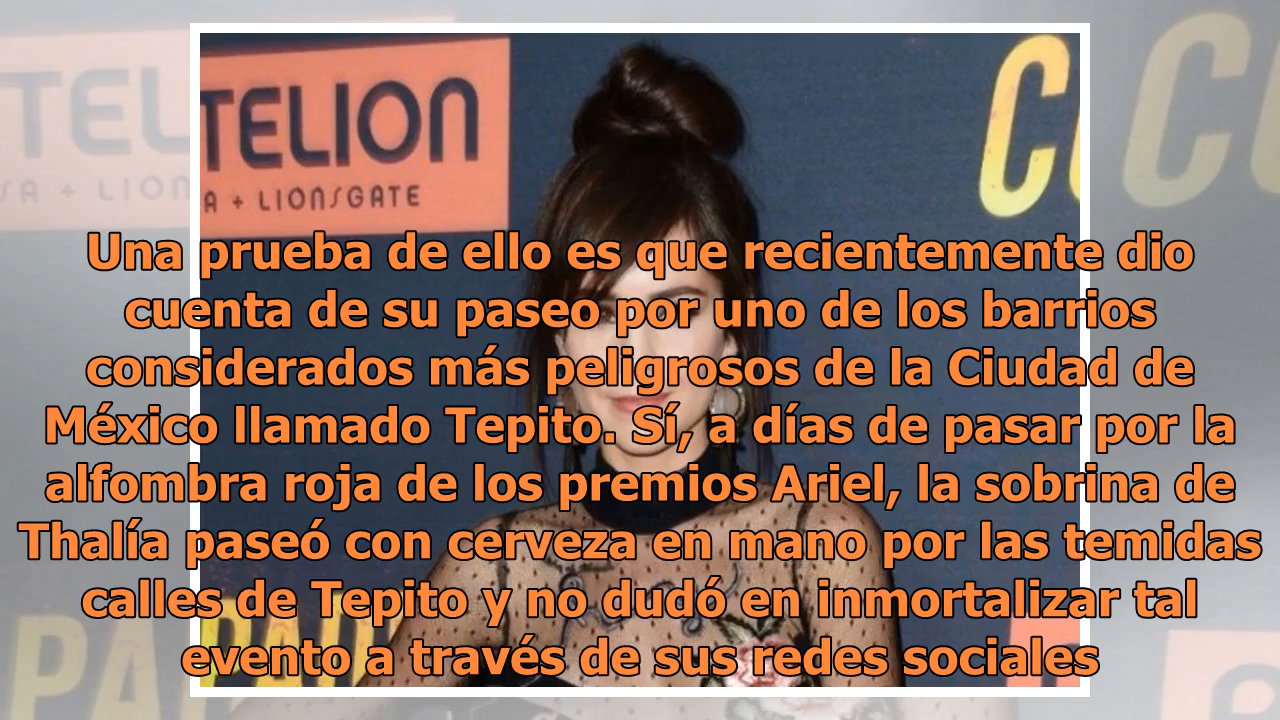 TELION
A + LIONSGATE
Una prueba de ello es que recientemente dio
cuenta de su paseo por uno de los barrios
considerados más peligrosos de la Ciudad de
México llamado Tepito. Sí, a días de pasar por la
alfombra roja de los premios Ariel, la sobrina de
Thalía paseó con cerveza en mano por las temidas
calles de Tepito y no dudó en inmortalizar tal
evento a través de sus redes sociales